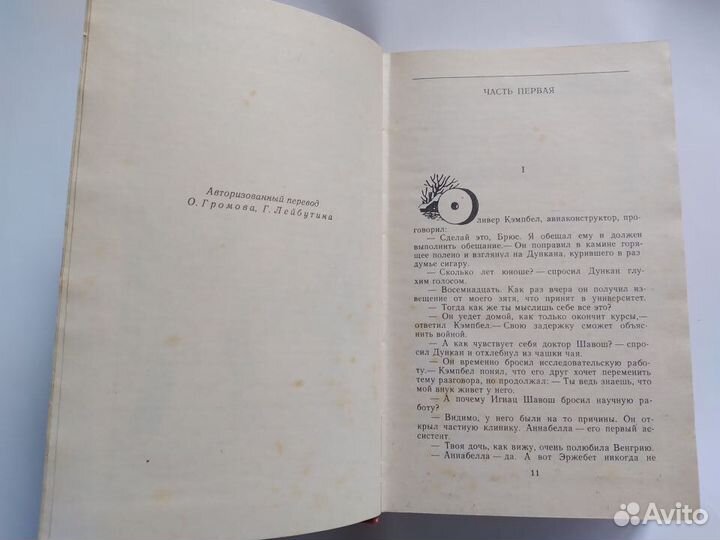 Авторизованный перевод
О. Громова, Г. Лейбутина
ЧАСТЬ ПЕРВАЯ
I
Оливер Кэмпбел, авиаконструктор, про-
говорил:
— Сделай это, Брюс. Я обещал ему и должен
выполнить обещание.— Он поправил в камине горя-
щее полено и взглянул на Дункана, курившего в раз
думье сигару.
— Сколько лет юноше? — спросил Дункан глу-
хим голосом.
— Восемнадцать. Как раз вчера он получил из-
вещение от моего зятя, что принят в университет.
— Тогда как же ты мыслишь себе все это?
— Он уедет домой, как только окончит курсы,—
ответил Кэмпбел.— Свою задержку сможет объяс-
нить войной.
— А как чувствует себя доктор Шавош? — спро-
сил Дункан и отхлебнул из чашки чая.
— Он временно бросил исследовательскую рабо-
ту.— Кэмпбел понял, что его друг хочет переменить
тему разговора, но продолжал: — Ты ведь знаешь, что
мой внук живет у него.
— А почему Игнац Шавош бросил научную ра-
боту?
— Видимо, у него были на то причины. Он от-
крыл частную клинику. Аннабелла — его первый ас-
систент.
— Твоя дочь, как вижу, очень полюбила Венгрию.
— Аннабелла — да. А вот Эржебет никогда не
11
Avito